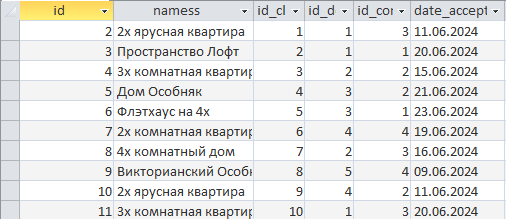 id namess id_cl id_d id_con date_accept
2 2х ярусная квартира 1 1 3 11.06.2024
3 Пространство Лофт 2 1 1 20.06.2024
4 3х комнатная квартир 3 2 2 15.06.2024
5 Дом Особняк 4 3 2 21.06.2024
6 Флэтхаус на 4х 5 3 1 23.06.2024
7 2х комнатная квартир 6 4 4 19.06.2024
8 4х комнатный дом 7 2 3 16.06.2024
9 Викторианский Особн 8 5 4 09.06.2024
10 2х ярусная квартира 9 4 2 11.06.2024
11 3х комнатная квартир 10 1 3 20.06.2024